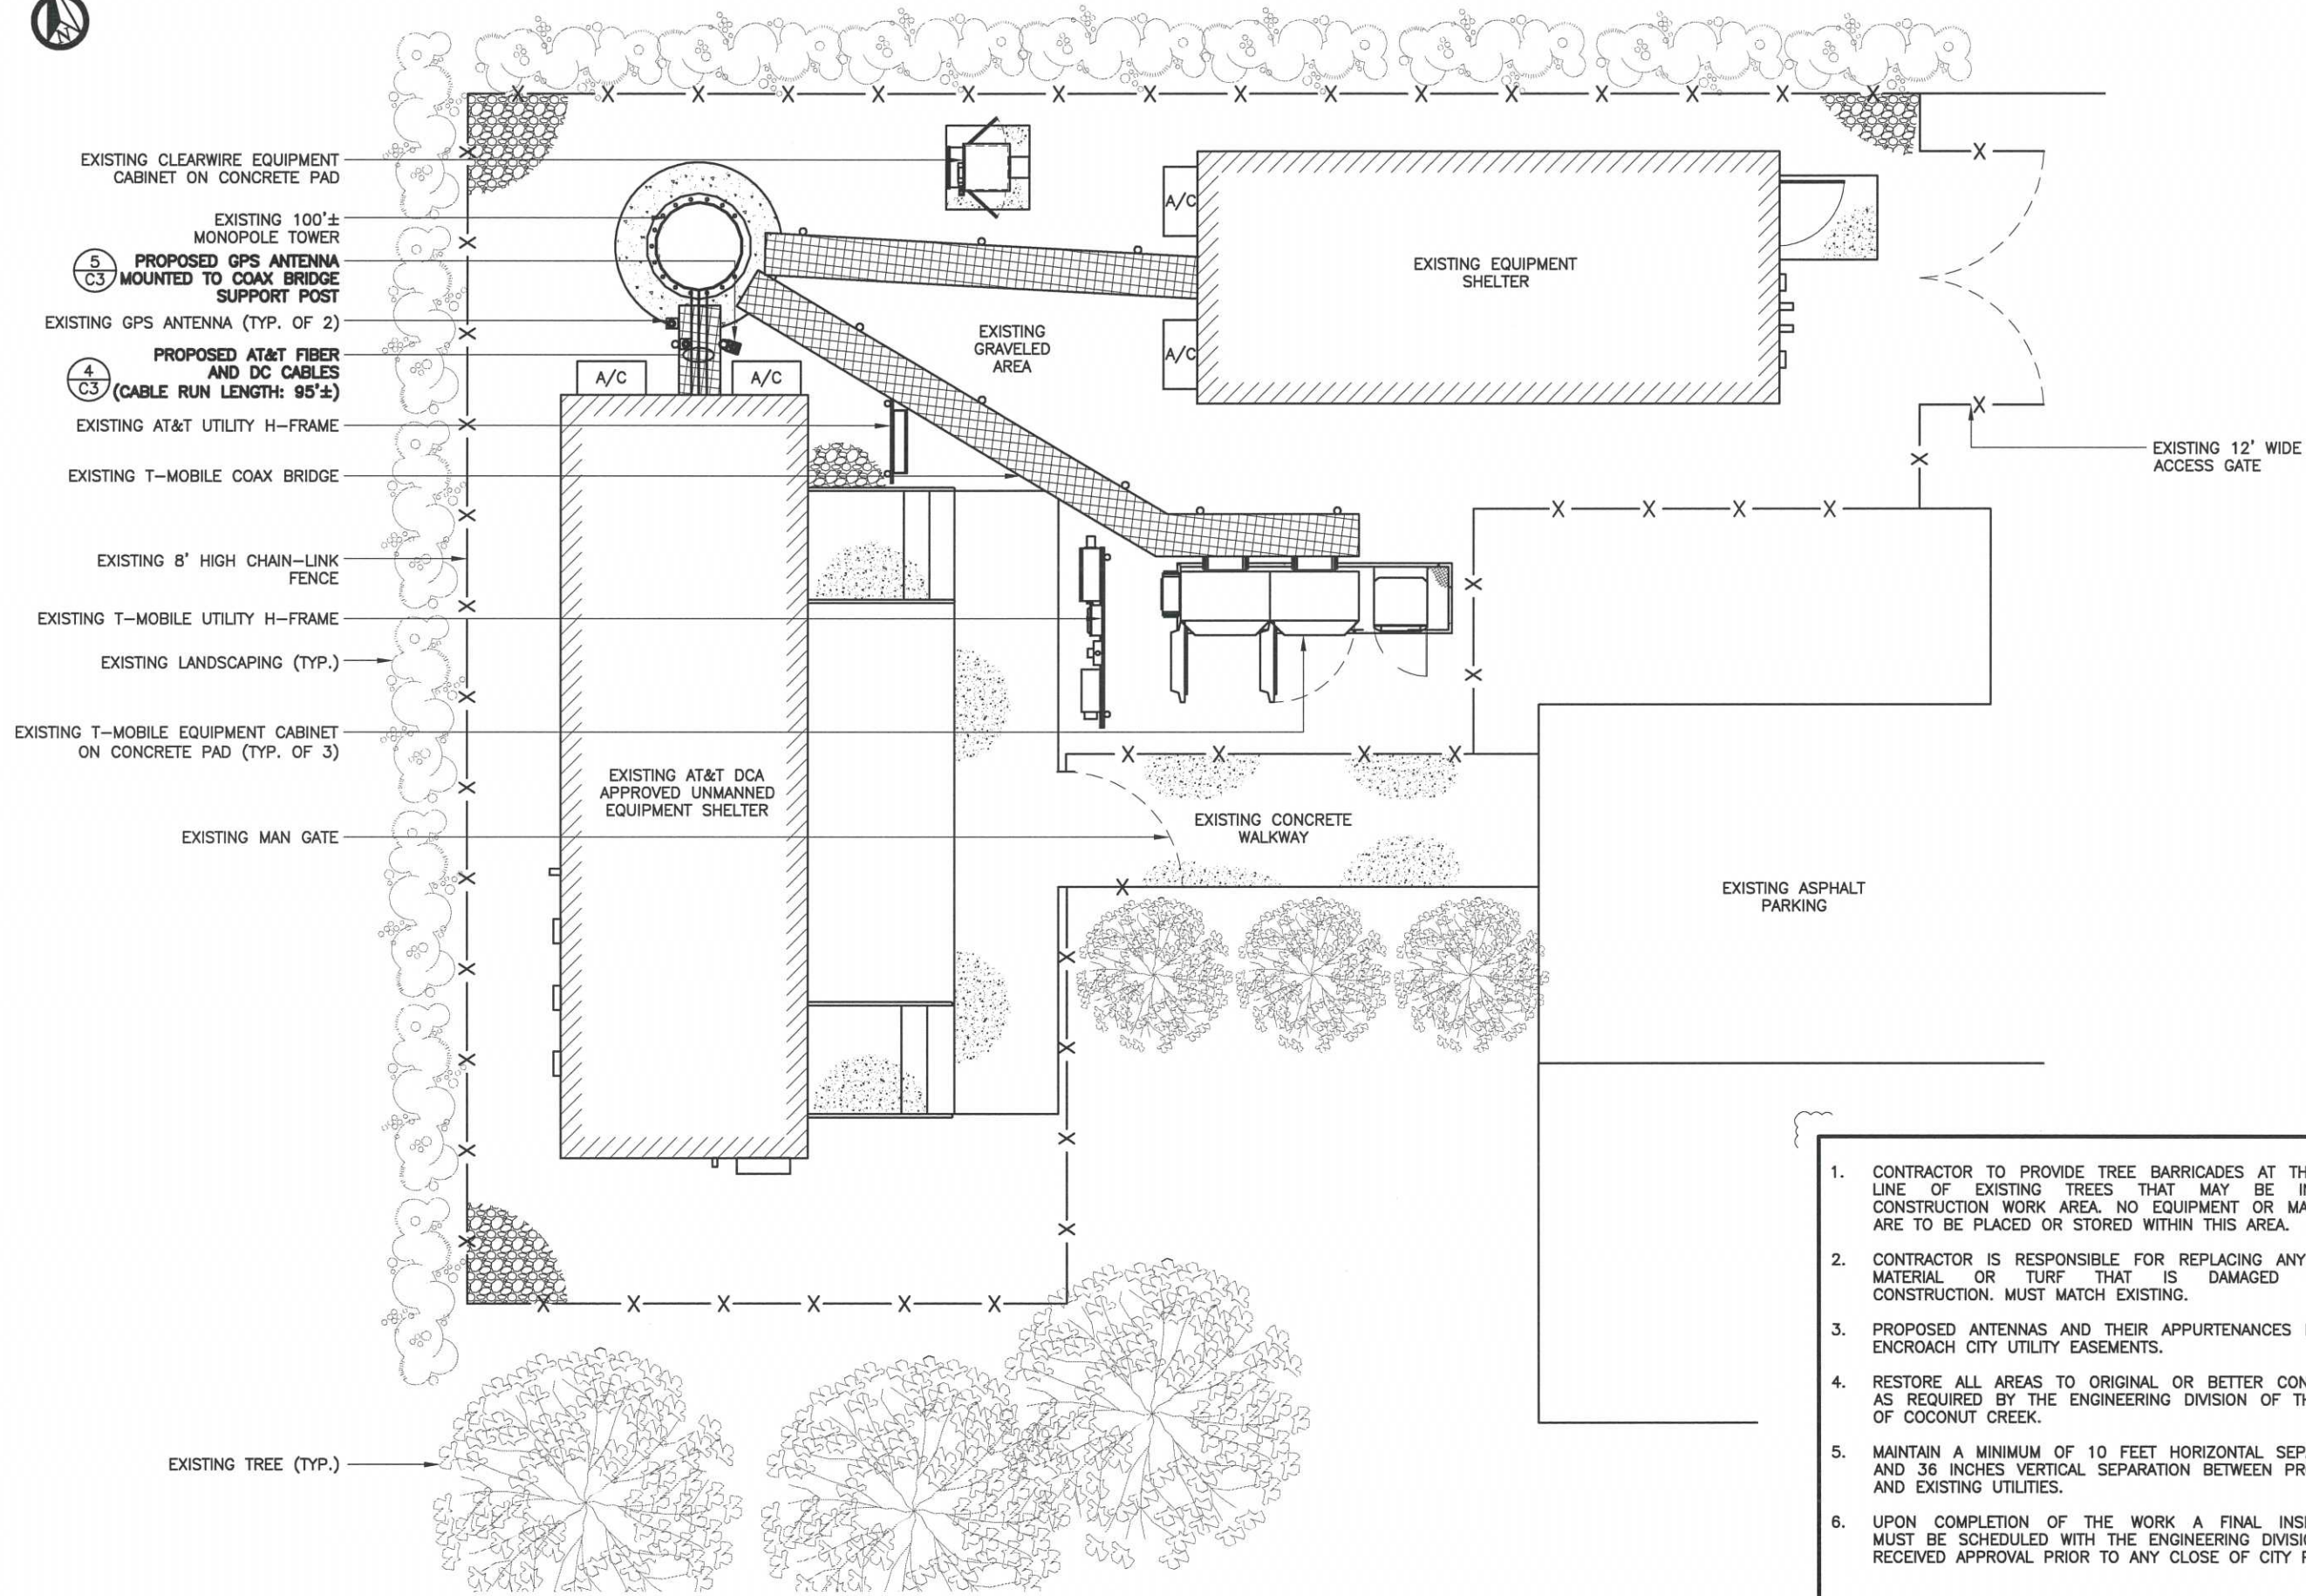 N
EXISTING CLEARWIRE EQUIPMENT
CABINET ON CONCRETE PAD
EXISTING 100'±
MONOPOLE TOWER
5
C3
PROPOSED GPS ANTENNA
MOUNTED TO COAX BRIDGE
SUPPORT POST
EXISTING GPS ANTENNA (TYP. OF 2)
4
C3
PROPOSED AT&T FIBER
AND DC CABLES
(CABLE RUN LENGTH: 95'±)
EXISTING AT&T UTILITY H-FRAME
EXISTING T-MOBILE COAX BRIDGE
EXISTING 8' HIGH CHAIN-LINK
FENCE
EXISTING T-MOBILE UTILITY H-FRAME
EXISTING LANDSCAPING (TYP.)
EXISTING T-MOBILE EQUIPMENT CABINET
ON CONCRETE PAD (TYP. OF 3)
EXISTING MAN GATE
EXISTING TREE (TYP.)
A/C
A/C
A/C
A/C
EXISTING EQUIPMENT
SHELTER
EXISTING
GRAVELED
AREA
EXISTING 12' WIDE
ACCESS GATE
EXISTING AT&T DCA
APPROVED UNMANNED
EQUIPMENT SHELTER
EXISTING CONCRETE
WALKWAY
EXISTING ASPHALT
PARKING
1. CONTRACTOR TO PROVIDE TREE BARRICADES AT
LINE OF EXISTING TREES THAT MAY BE
CONSTRUCTION WORK AREA. NO EQUIPMENT OR
ARE TO BE PLACED OR STORED WITHIN THIS AREA.
2. CONTRACTOR IS RESPONSIBLE FOR REPLACING ANY
MATERIAL OR TURF THAT IS DAMAGED
CONSTRUCTION. MUST MATCH EXISTING.
3. PROPOSED ANTENNAS AND THEIR APPURTENANCES
ENCROACH CITY UTILITY EASEMENTS.
4. RESTORE ALL AREAS TO ORIGINAL OR BETTER
AS REQUIRED BY THE ENGINEERING DIVISION OF
OF COCONUT CREEK.
5. MAINTAIN A MINIMUM OF 10 FEET HORIZONTAL
AND 36 INCHES VERTICAL SEPARATION BETWEEN
AND EXISTING UTILITIES.
6. UPON COMPLETION OF THE WORK A FINAL
MUST BE SCHEDULED WITH THE ENGINEERING
RECEIVED APPROVAL PRIOR TO ANY CLOSE OF CITY